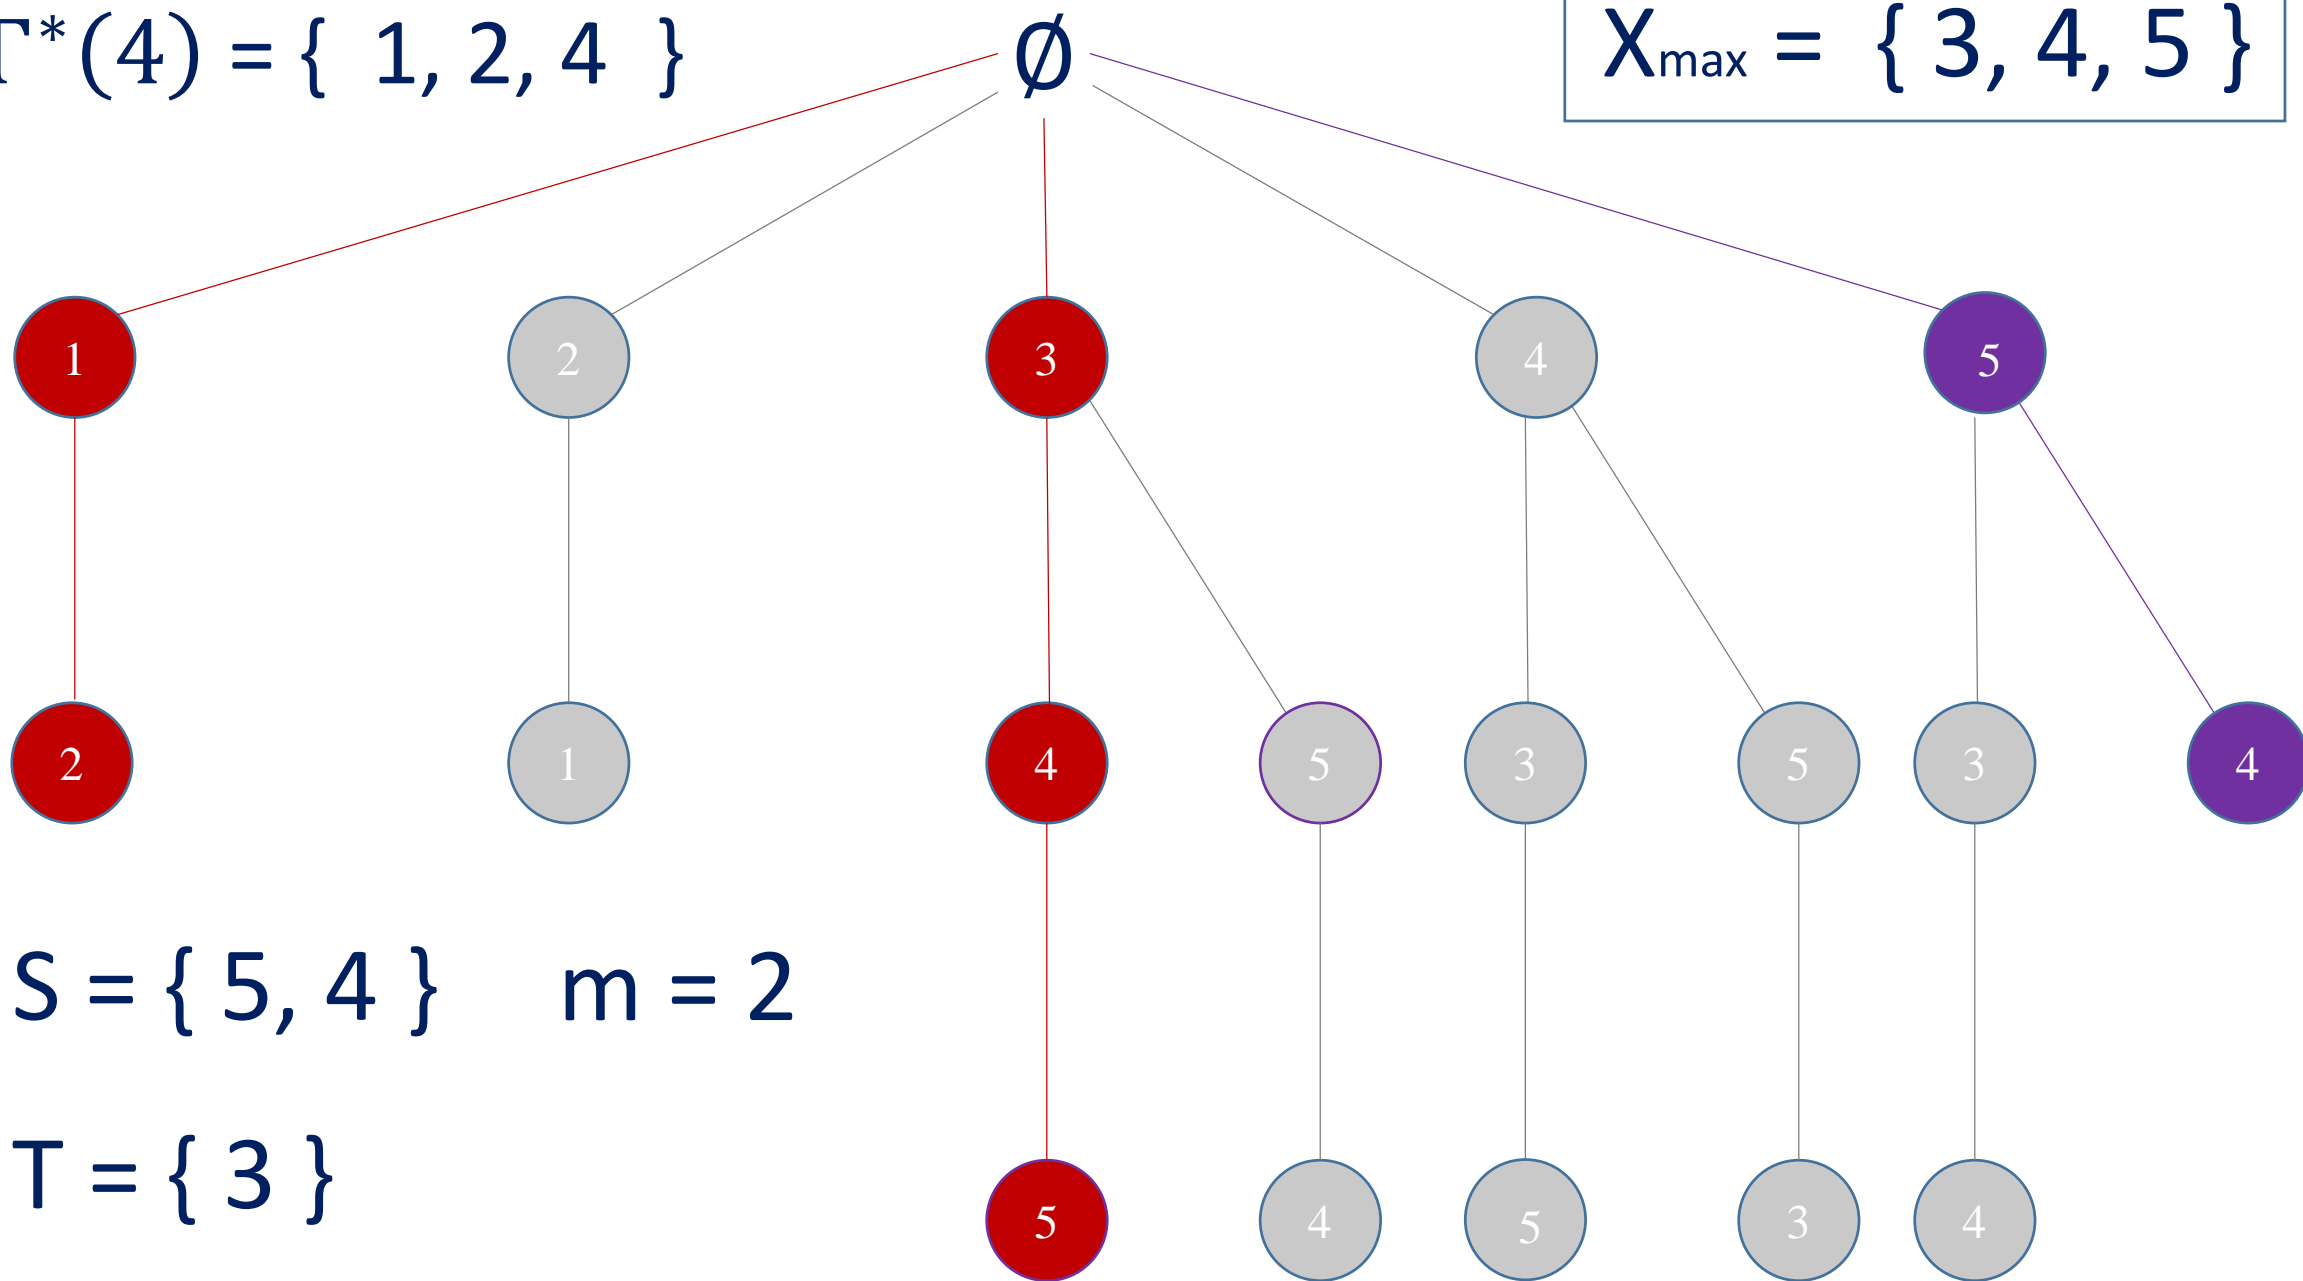 Γ*(4) = { 1, 2, 4 }
∅
Xmax = { 3, 4, 5 }
1 2 3 4 5
2 1 4 5 3 5 3 4
S = { 5, 4 } m = 2
T = { 3 }
5 4 5 3 4